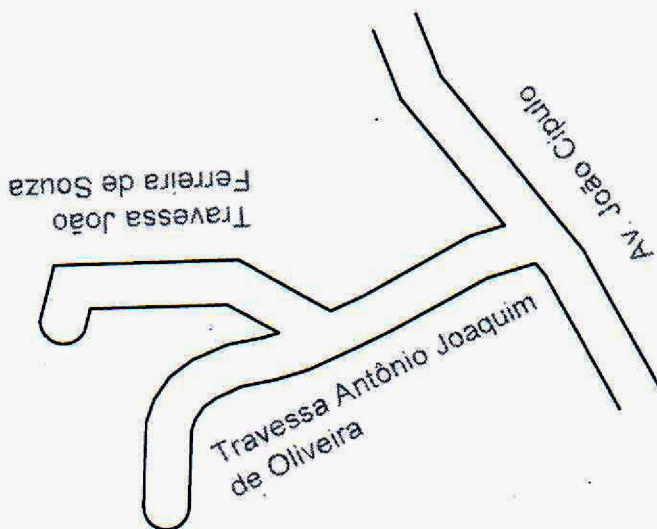 Av. João Cipulo
Travessa João
Ferreira de Souza
Travessa Antônio Joaquim
de Oliveira